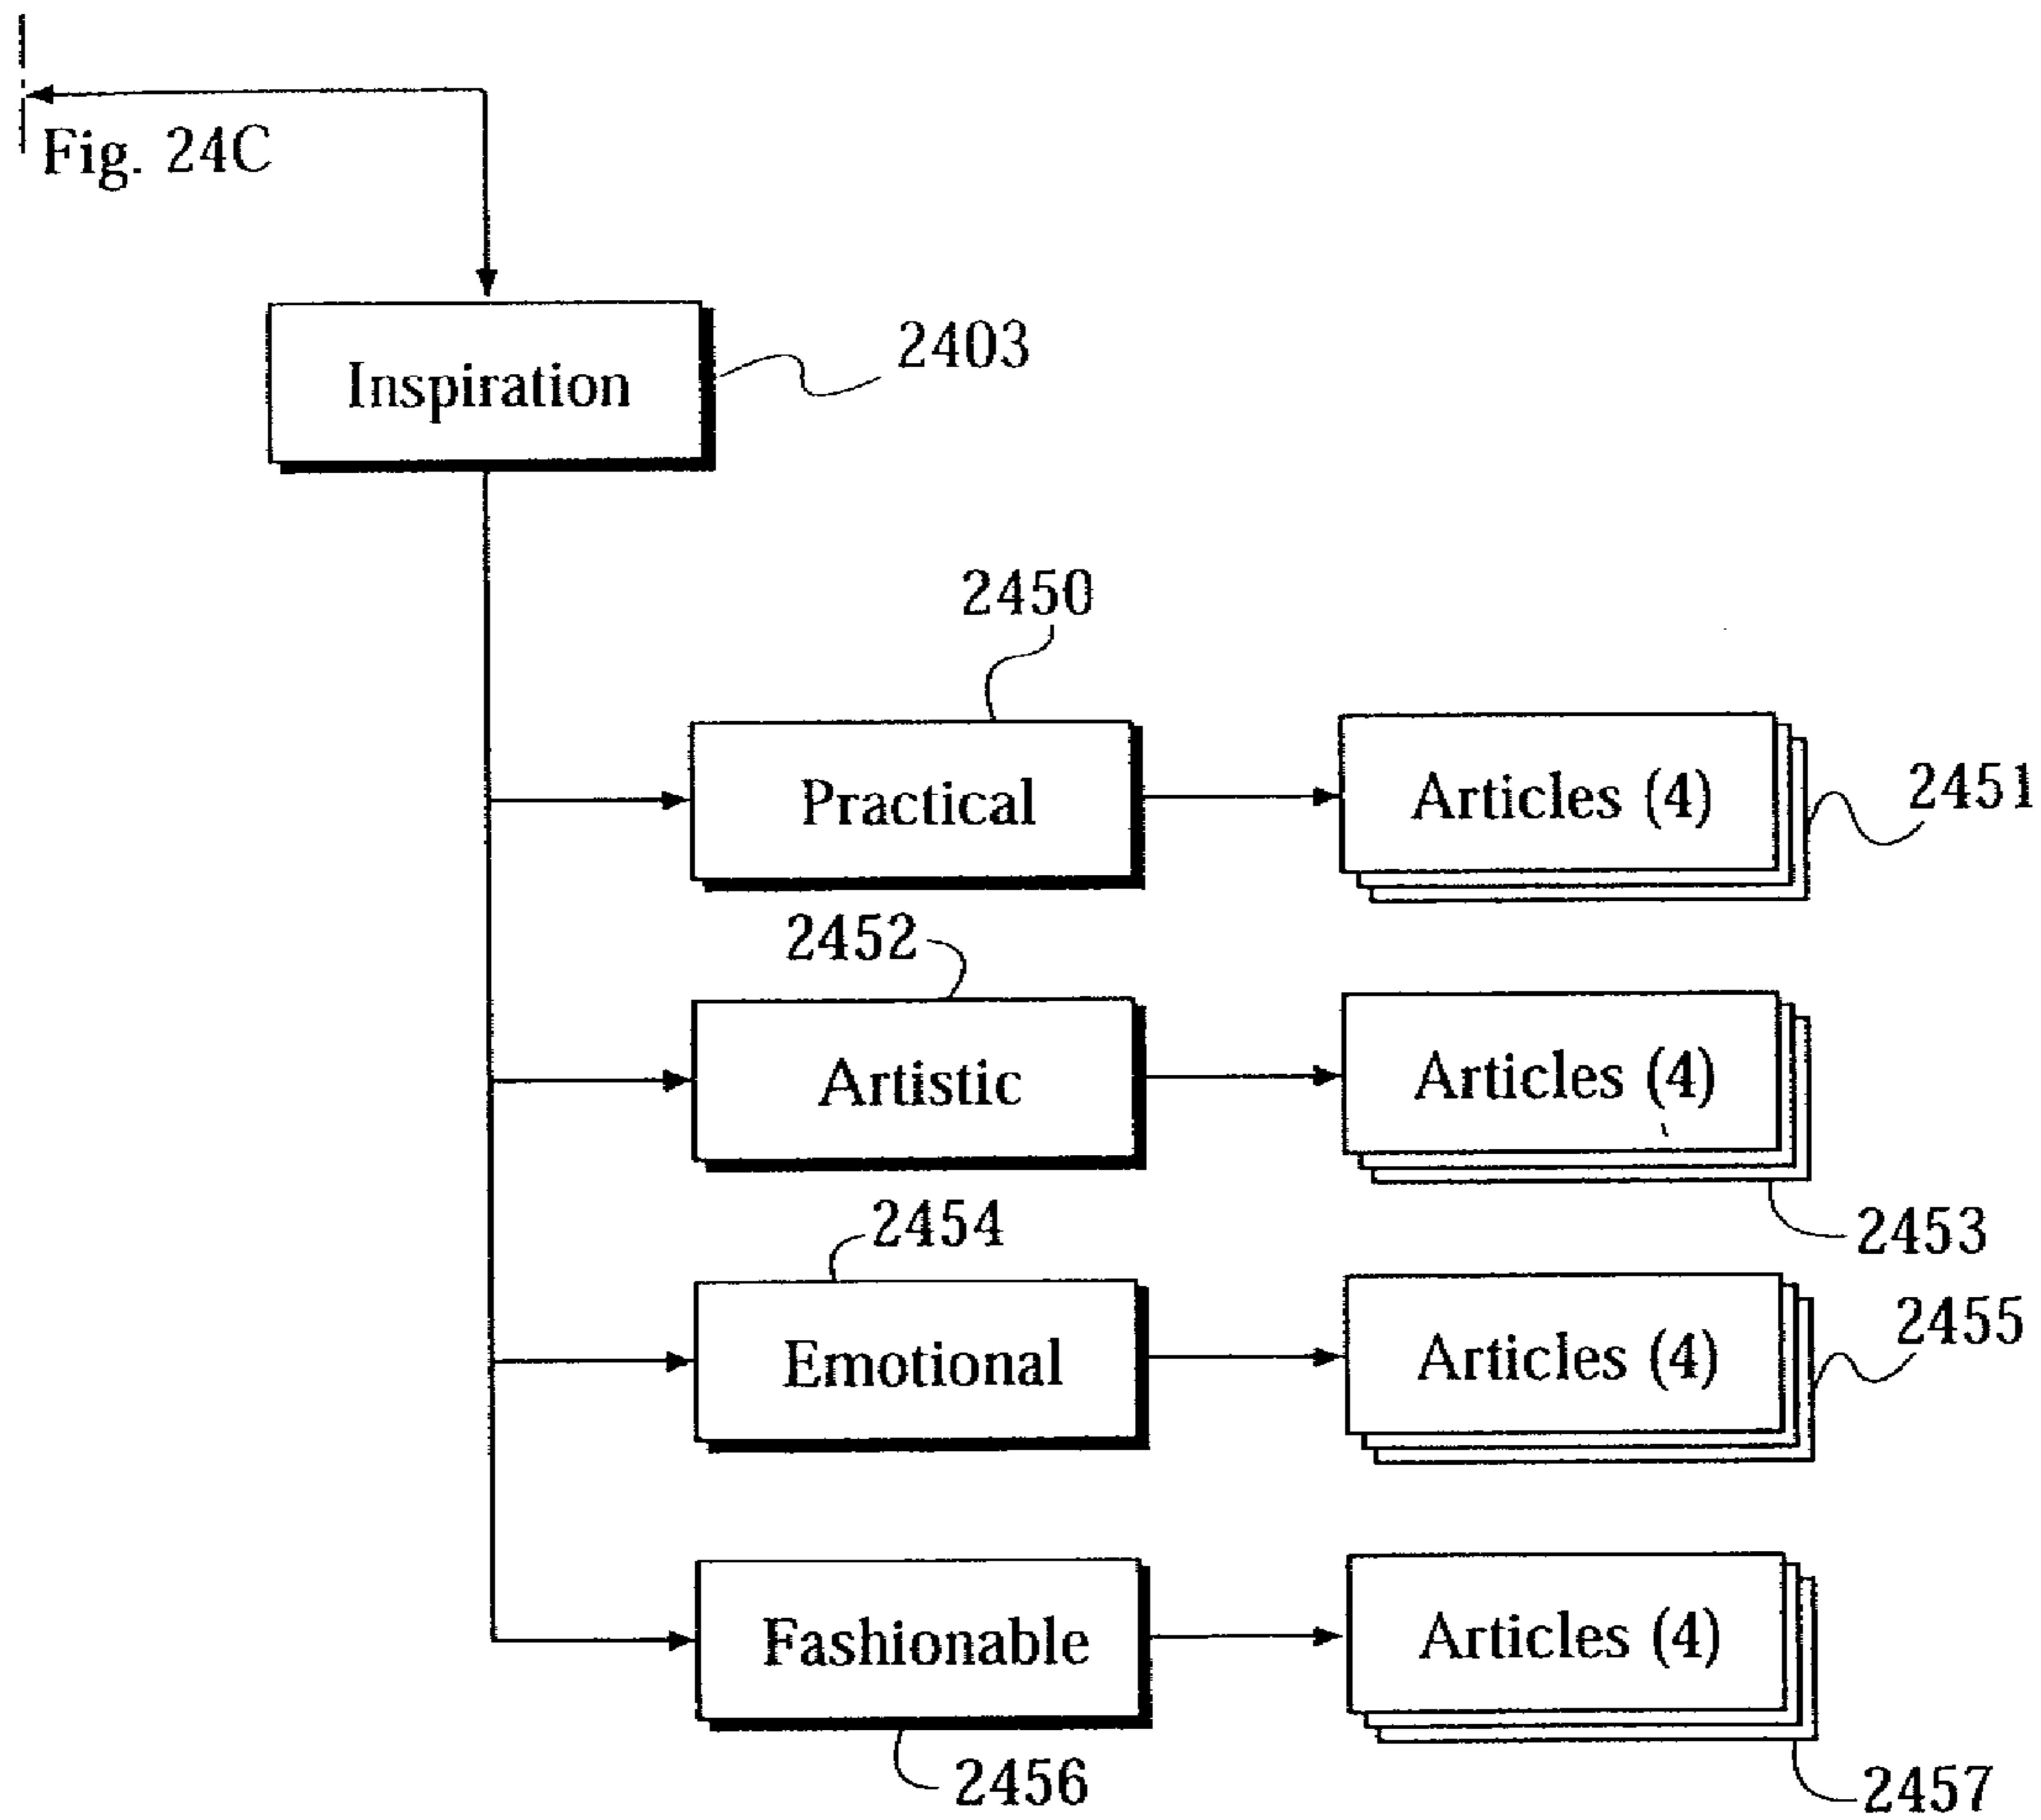 Fig. 24C
Inspiration
2403
2450
Practical
Articles (4)
2451
2452
Artistic
Articles (4)
2453
2454
Emotional
Articles (4)
2455
Fashionable
Articles (4)
2456
2457